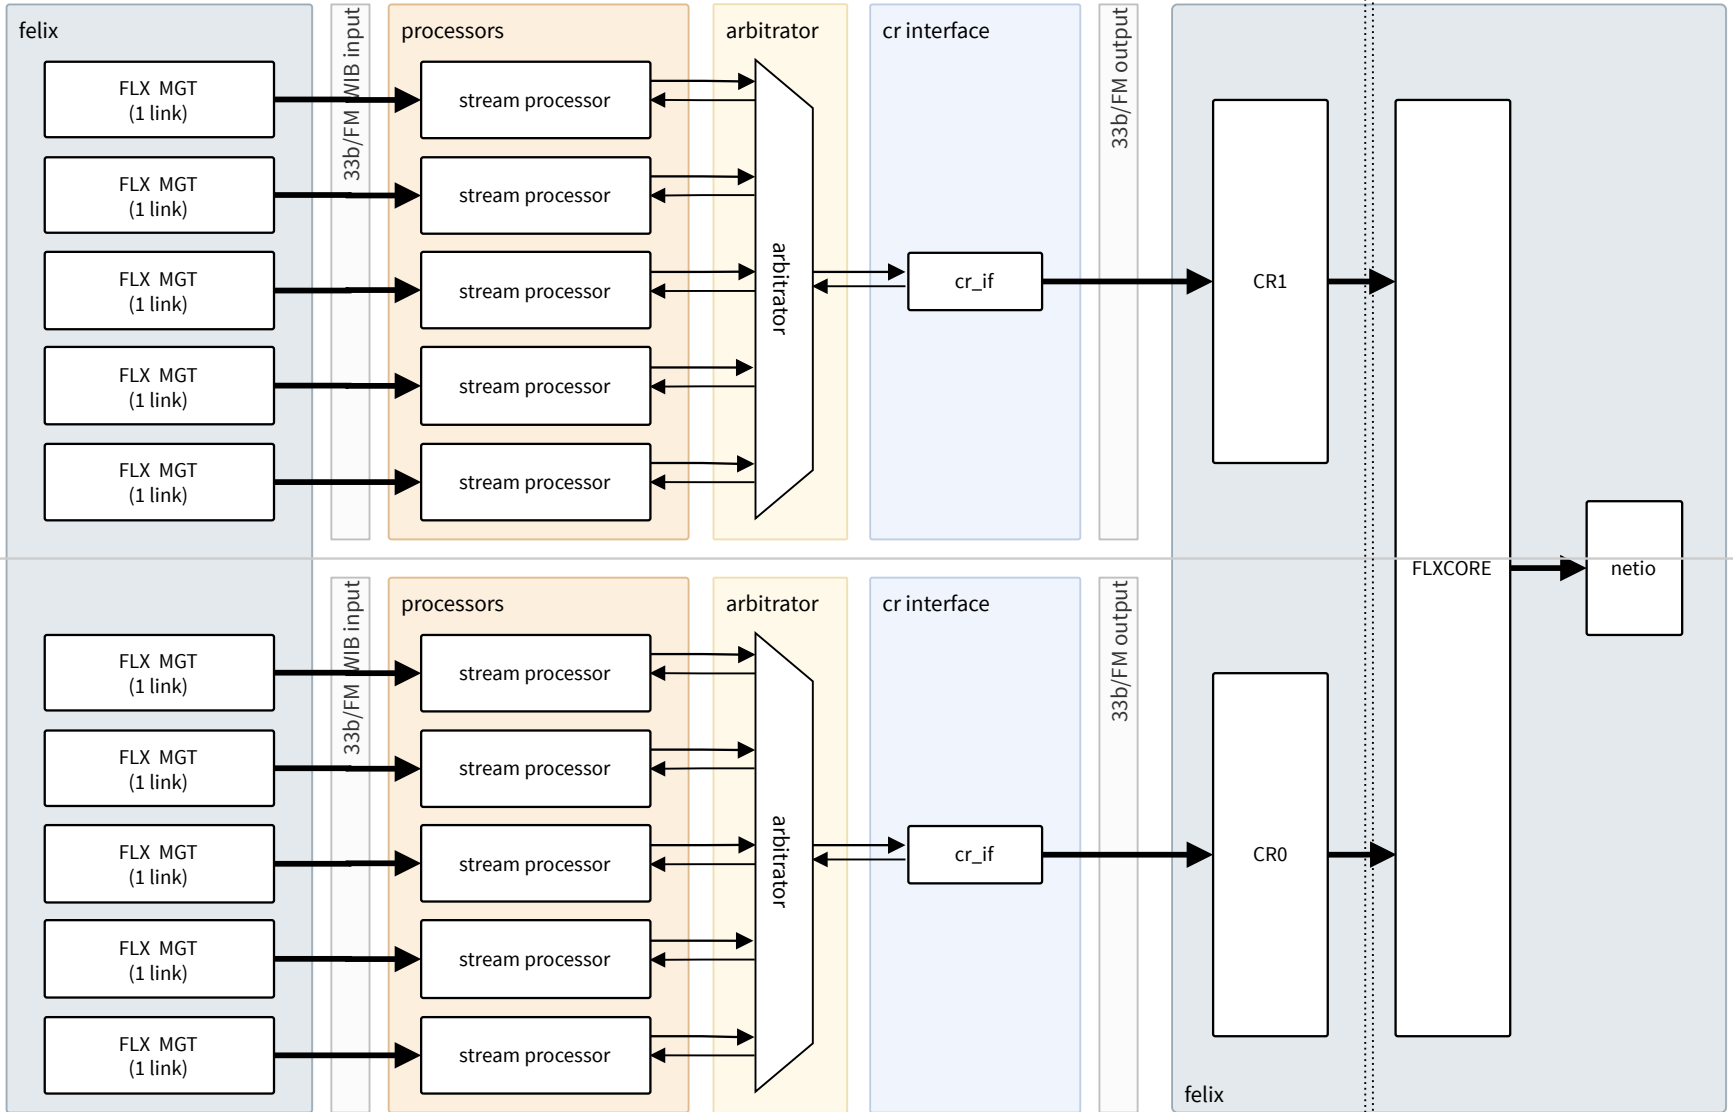 felix
33b/FM WIB input
processors
arbitrator
cr interface
33b/FM output
FLX MGT
(1 link)
stream processor
FLX MGT
(1 link)
stream processor
FLX MGT
(1 link)
stream processor
FLX MGT
(1 link)
stream processor
FLX MGT
(1 link)
stream processor
arbitrator
cr_if
CR1
FLXCORE
netio
33b/FM WIB input
processors
arbitrator
cr interface
33b/FM output
FLX MGT
(1 link)
stream processor
FLX MGT
(1 link)
stream processor
FLX MGT
(1 link)
stream processor
FLX MGT
(1 link)
stream processor
FLX MGT
(1 link)
stream processor
arbitrator
cr_if
CR0
felix